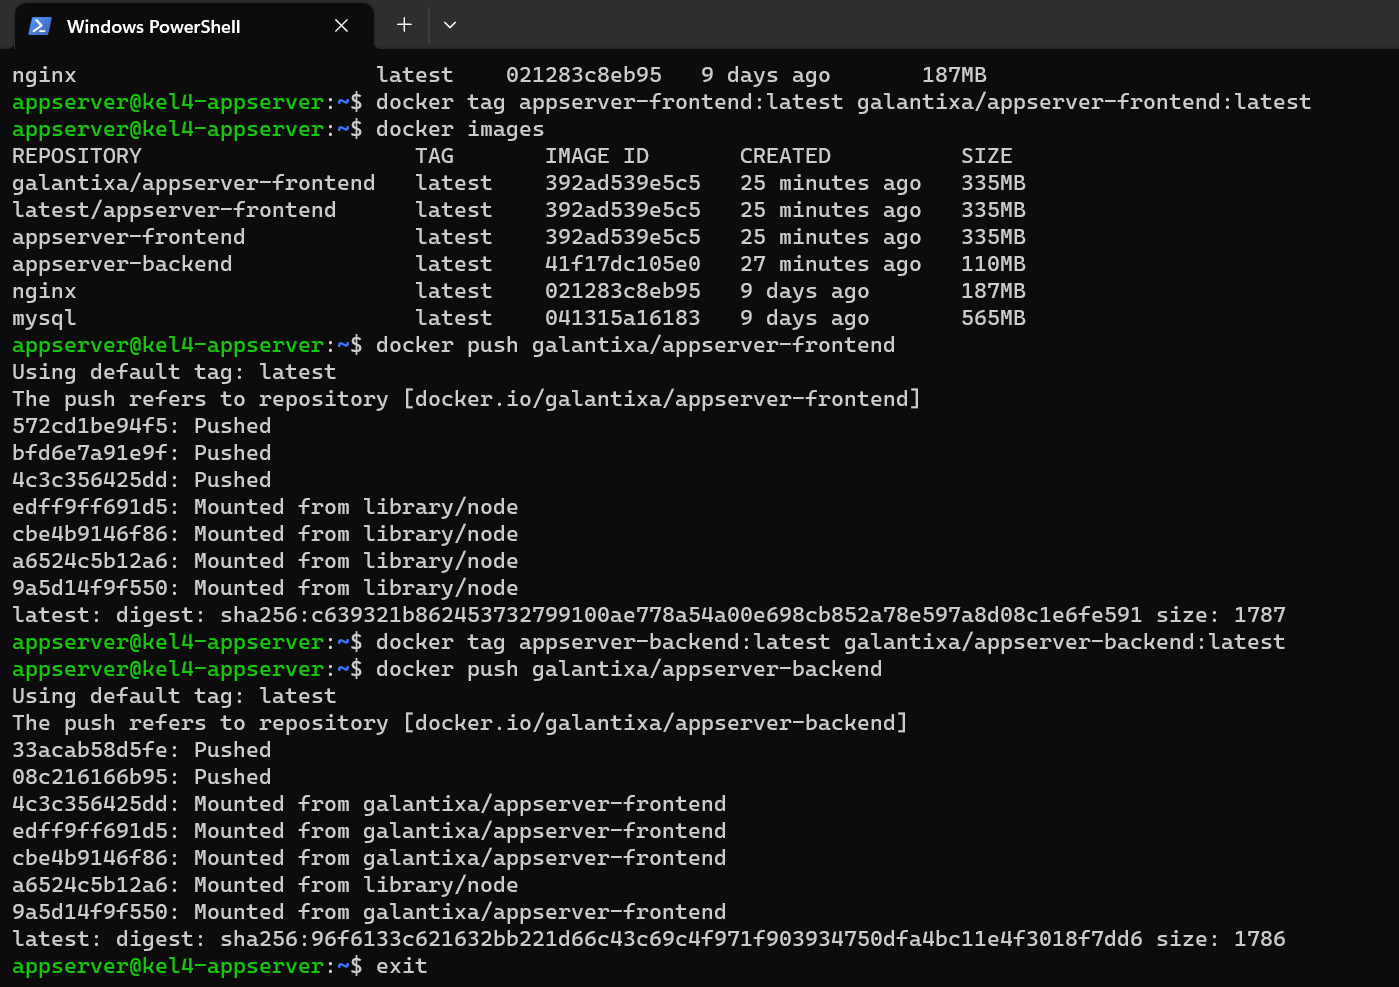 Windows PowerShell
nginx latest 021283c8eb95 9 days ago 187MB
appserver@kel4-appserver:~$ docker tag appserver-frontend:latest galantixa/appserver-frontend:latest
appserver@kel4-appserver:~$ docker images
REPOSITORY TAG IMAGE ID CREATED SIZE
galantixa/appserver-frontend latest 392ad539e5c5 25 minutes ago 335MB
latest/appserver-frontend latest 392ad539e5c5 25 minutes ago 335MB
appserver-frontend latest 392ad539e5c5 25 minutes ago 335MB
appserver-backend latest 41f17dc105e0 27 minutes ago 110MB
nginx latest 021283c8eb95 9 days ago 187MB
mysql latest 041315a16183 9 days ago 565MB
appserver@kel4-appserver:~$ docker push galantixa/appserver-frontend
Using default tag: latest
The push refers to repository [docker.io/galantixa/appserver-frontend]
572cd1be94f5: Pushed
bfd6e7a91e9f: Pushed
4c3c356425dd: Pushed
edff9ff691d5: Mounted from library/node
cbe4b9146f86: Mounted from library/node
a6524c5b12a6: Mounted from library/node
9a5d14f9f550: Mounted from library/node
latest: digest: sha256:c639321b862453732799100ae778a54a00e698cb852a78e597a8d08c1e6fe591 size: 1787
appserver@kel4-appserver:~$ docker tag appserver-backend:latest galantixa/appserver-backend:latest
appserver@kel4-appserver:~$ docker push galantixa/appserver-backend
Using default tag: latest
The push refers to repository [docker.io/galantixa/appserver-backend]
33acab58d5fe: Pushed
08c216166b95: Pushed
4c3c356425dd: Mounted from galantixa/appserver-frontend
edff9ff691d5: Mounted from galantixa/appserver-frontend
cbe4b9146f86: Mounted from galantixa/appserver-frontend
a6524c5b12a6: Mounted from library/node
9a5d14f9f550: Mounted from galantixa/appserver-frontend
latest: digest: sha256:96f6133c621632bb221d66c43c69c4f971f903934750dfa4bc11e4f3018f7dd6 size: 1786
appserver@kel4-appserver:~$ exit